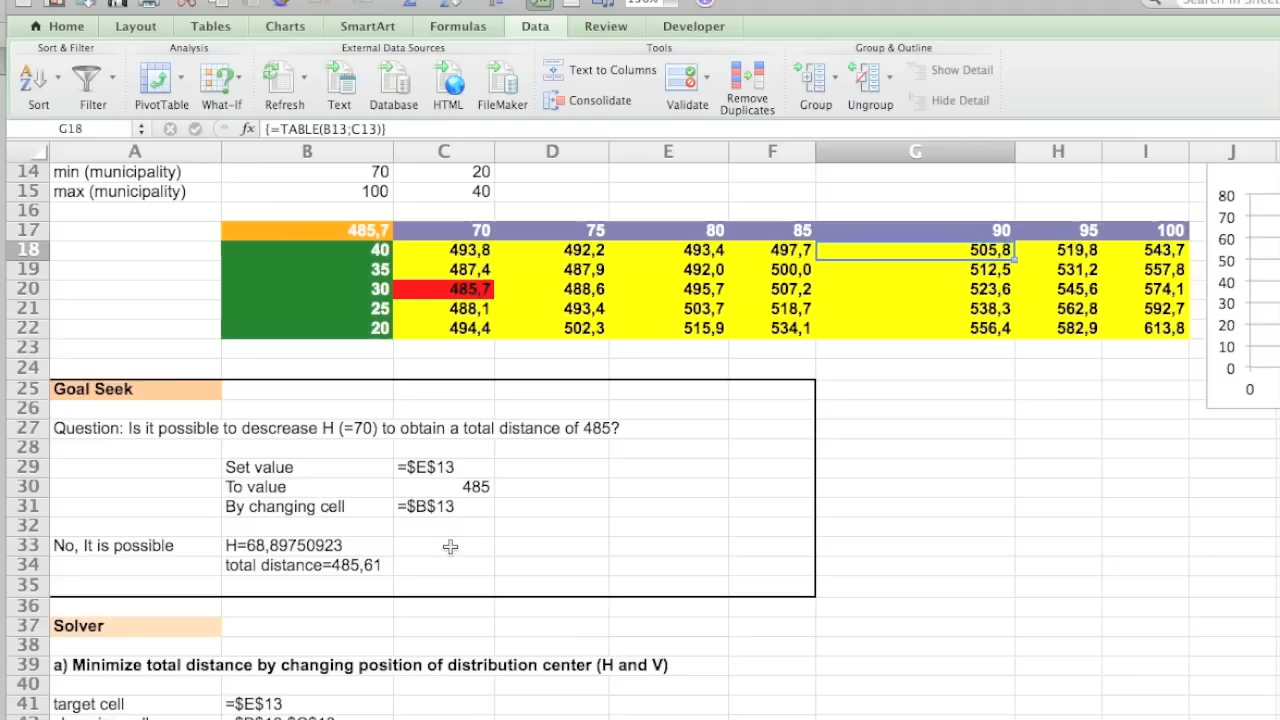 Search in Sheet
Home Layout Tables Charts SmartArt Formulas Data Review Developer
Sort & Filter Analysis External Data Sources Tools Group & Outline
Sort Filter PivotTable What-If Refresh Text Database HTML FileMaker Text to Columns Consolidate Validate Remove Duplicates Group Ungroup Show Detail Hide Detail
G18 fx {=TABLE(B13;C13)}
A B C D E F G H I J
14 min (municipality) 70 20
15 max (municipality) 100 40
16
17 485,7 70 75 80 85 90 95 100
18 40 493,8 492,2 493,4 497,7 505,8 519,8 543,7
19 35 487,4 487,9 492,0 500,0 512,5 531,2 557,8
20 30 485,7 488,6 495,7 507,2 523,6 545,6 574,1
21 25 488,1 493,4 503,7 518,7 538,3 562,8 592,7
22 20 494,4 502,3 515,9 534,1 556,4 582,9 613,8
80
70
60
50
40
30
20
10
0
0
23
24
25 Goal Seek
26
27 Question: Is it possible to descrease H (=70) to obtain a total distance of 485?
28
29 Set value =$E$13
30 To value 485
31 By changing cell =$B$13
32
33 No, It is possible H=68,89750923
34 total distance=485,61
35
36
37 Solver
38
39 a) Minimize total distance by changing position of distribution center (H and V)
40
41 target cell =$E$13